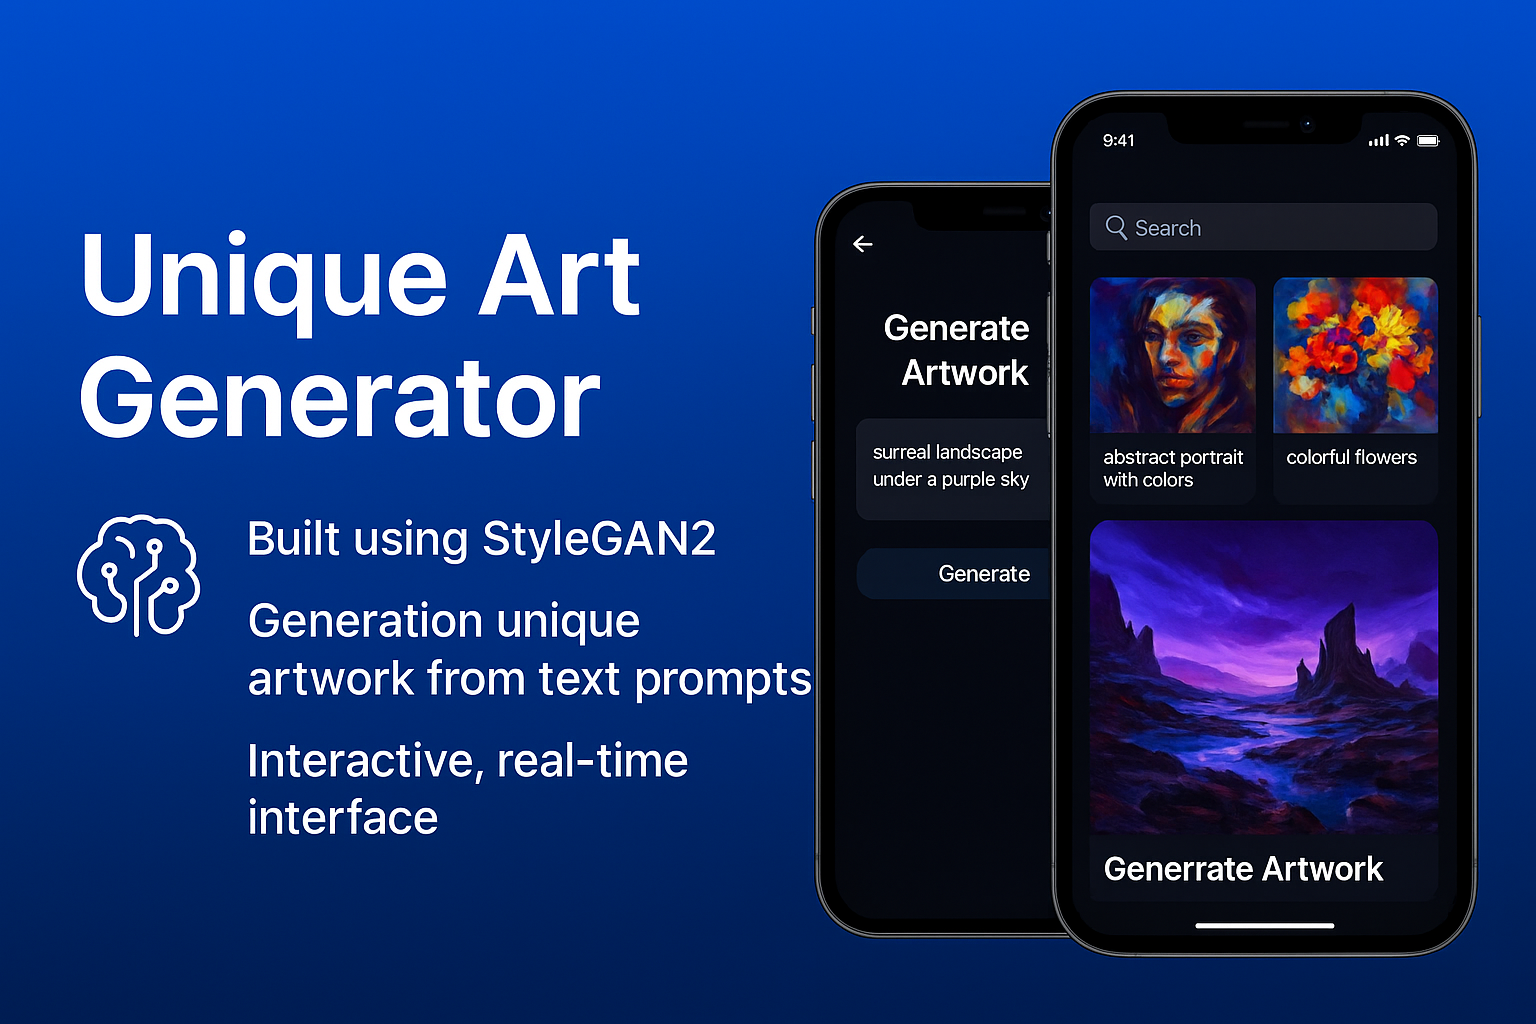 Unique Art
Generator
Built using StyleGAN2
Generation unique
artwork from text prompts
Interactive, real-time
interface
Generate
Artwork
surreal landscape
under a purple sky
Generate
9:41
Search
abstract portrait
with colors
colorful flowers
Generrate Artwork